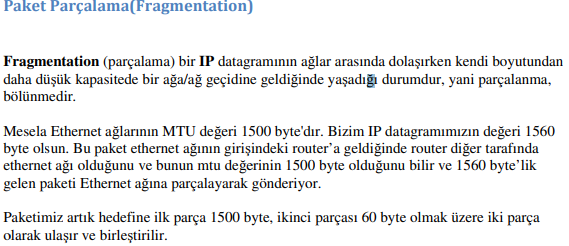 Paket Parçalama(Fragmentation)
Fragmentation (parçalama) bir IP datagramının ağlar arasında dolaşırken kendi boyutundan
daha düşük kapasitede bir ağa/ağ geçidine geldiğinde yaşadığı durumdur, yani parçalanma,
bölünmedir.
Mesela Ethernet ağlarının MTU değeri 1500 byte'dır. Bizim IP datagramımızın değeri 1560
byte olsun. Bu paket ethernet ağının girişindeki router’a geldiğinde router diğer tarafında
ethernet ağı olduğunu ve bunun mtu değerinin 1500 byte olduğunu bilir ve 1560 byte’lik
gelen paketi Ethernet ağına parçalayarak gönderiyor.
Paketimiz artık hedefine ilk parça 1500 byte, ikinci parçası 60 byte olmak üzere iki parça
olarak ulaşır ve birleştirilir.